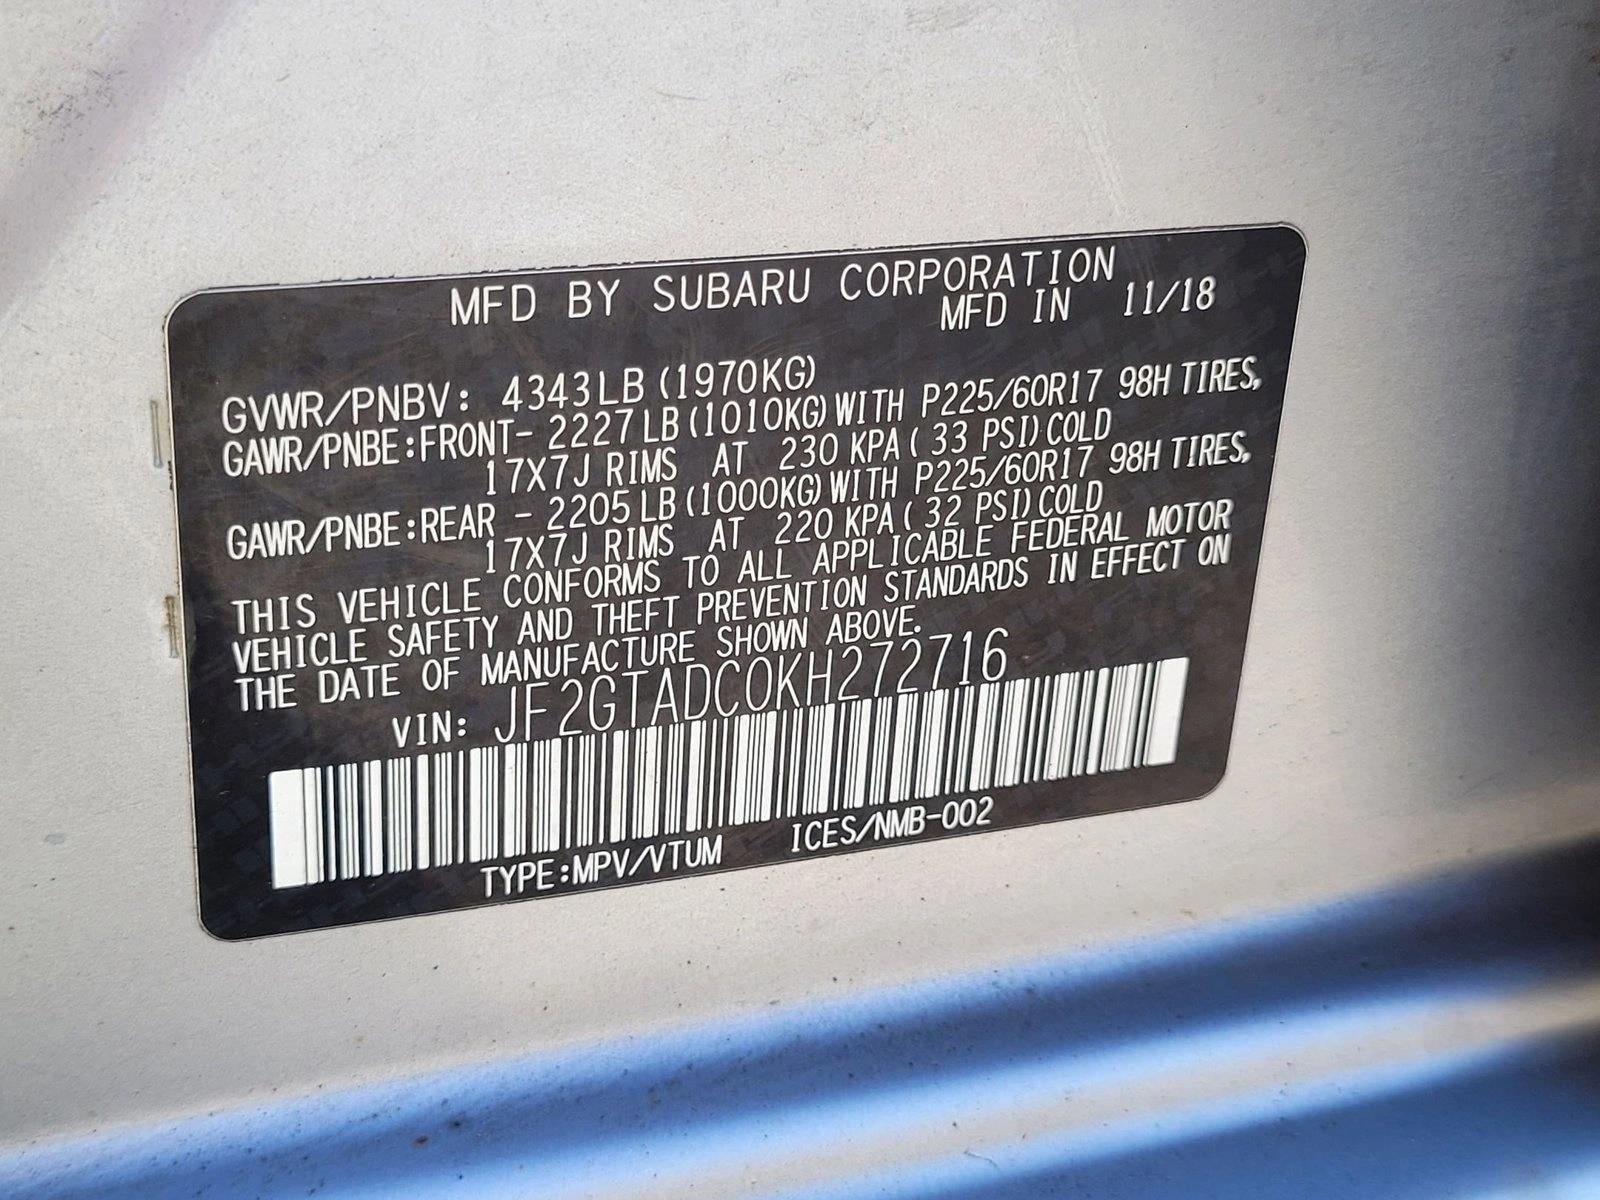 MFD BY SUBARU CORPORATION
MFD IN 11/18
GVWR/PNBV: 4343LB (1970KG)
GAWR/PNBE:FRONT- 2227LB (1010KG) WITH P225/60R17 98H TIRES,
17X7J RIMS AT 230 KPA ( 33 PSI) COLD
GAWR/PNBE:REAR - 2205LB (1000KG) WITH P225/60R17 98H TIRES,
17X7J RIMS AT 220 KPA ( 32 PSI) COLD
THIS VEHICLE CONFORMS TO ALL APPLICABLE FEDERAL MOTOR
VEHICLE SAFETY AND THEFT PREVENTION STANDARDS IN EFFECT ON
THE DATE OF MANUFACTURE SHOWN ABOVE.
VIN: JF2GTADC0KH272716
TYPE:MPV/VTUM ICES/NMB-002